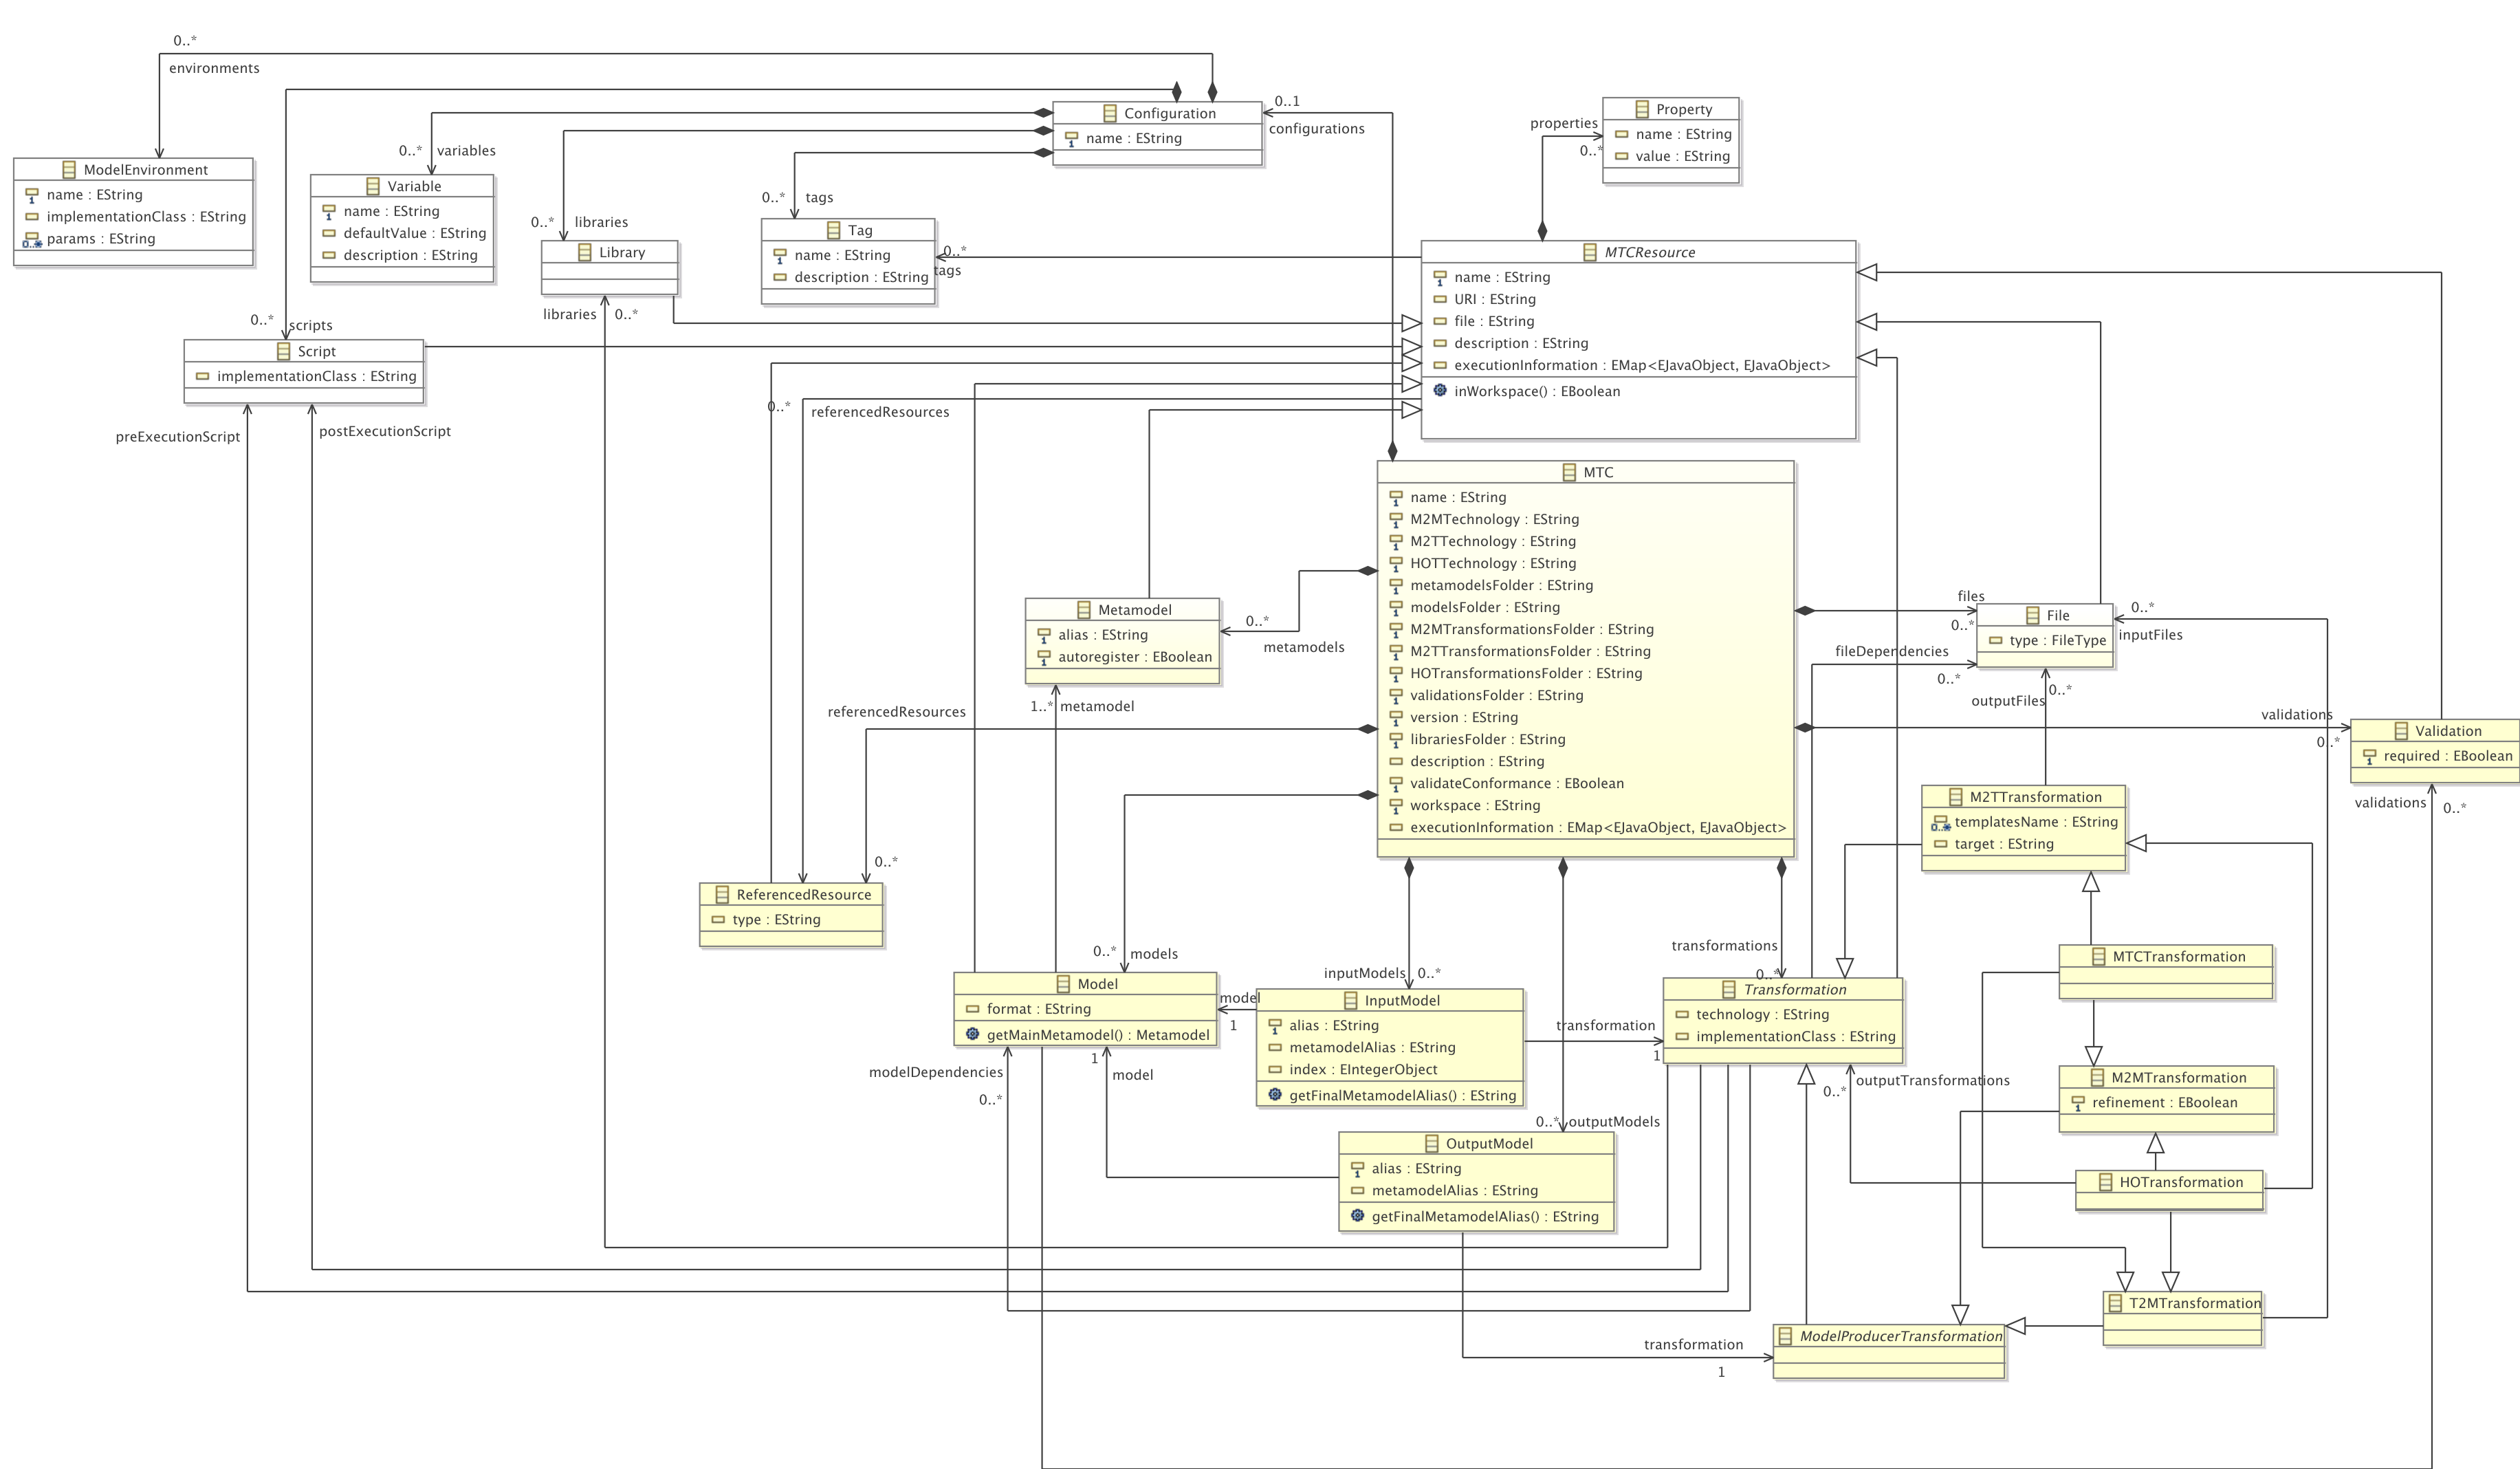 0..*
environments
Configuration
name : EString
0..1
configurations
Property
name : EString
value : EString
properties
0..*
ModelEnvironment
name : EString
implementationClass : EString
0..* params : EString
0..* variables
Variable
name : EString
defaultValue : EString
description : EString
0..* libraries
Library
0..* tags
Tag
name : EString
description : EString
0..*
tags
MTCResource
name : EString
URI : EString
file : EString
description : EString
executionInformation : EMap<EJavaObject, EJavaObject>
inWorkspace() : EBoolean
libraries 0..*
0..* scripts
Script
implementationClass : EString
preExecutionScript
postExecutionScript
0..* referencedResources
MTC
name : EString
M2MTechnology : EString
M2TTechnology : EString
HOTTechnology : EString
metamodelsFolder : EString
modelsFolder : EString
M2MTransformationsFolder : EString
M2TTransformationsFolder : EString
HOTransformationsFolder : EString
validationsFolder : EString
version : EString
librariesFolder : EString
description : EString
validateConformance : EBoolean
workspace : EString
executionInformation : EMap<EJavaObject, EJavaObject>
Metamodel
alias : EString
autoregister : EBoolean
0..*
metamodels
1..* metamodel
referencedResources
0..*
files
0..*
File
type : FileType
0..*
inputFiles
fileDependencies
0..*
0..*
outputFiles
validations
0..*
Validation
required : EBoolean
validations 0..*
M2TTransformation
0..* templatesName : EString
target : EString
ReferencedResource
type : EString
0..* models
Model
format : EString
getMainMetamodel() : Metamodel
inputModels 0..*
model
1
InputModel
alias : EString
metamodelAlias : EString
index : EIntegerObject
getFinalMetamodelAlias() : EString
transformation
1
transformations
0..*
Transformation
technology : EString
implementationClass : EString
MTCTransformation
M2MTransformation
refinement : EBoolean
0..* outputTransformations
modelDependencies
0..*
1 model
0..* outputModels
OutputModel
alias : EString
metamodelAlias : EString
getFinalMetamodelAlias() : EString
HOTransformation
T2MTransformation
ModelProducerTransformation
transformation
1